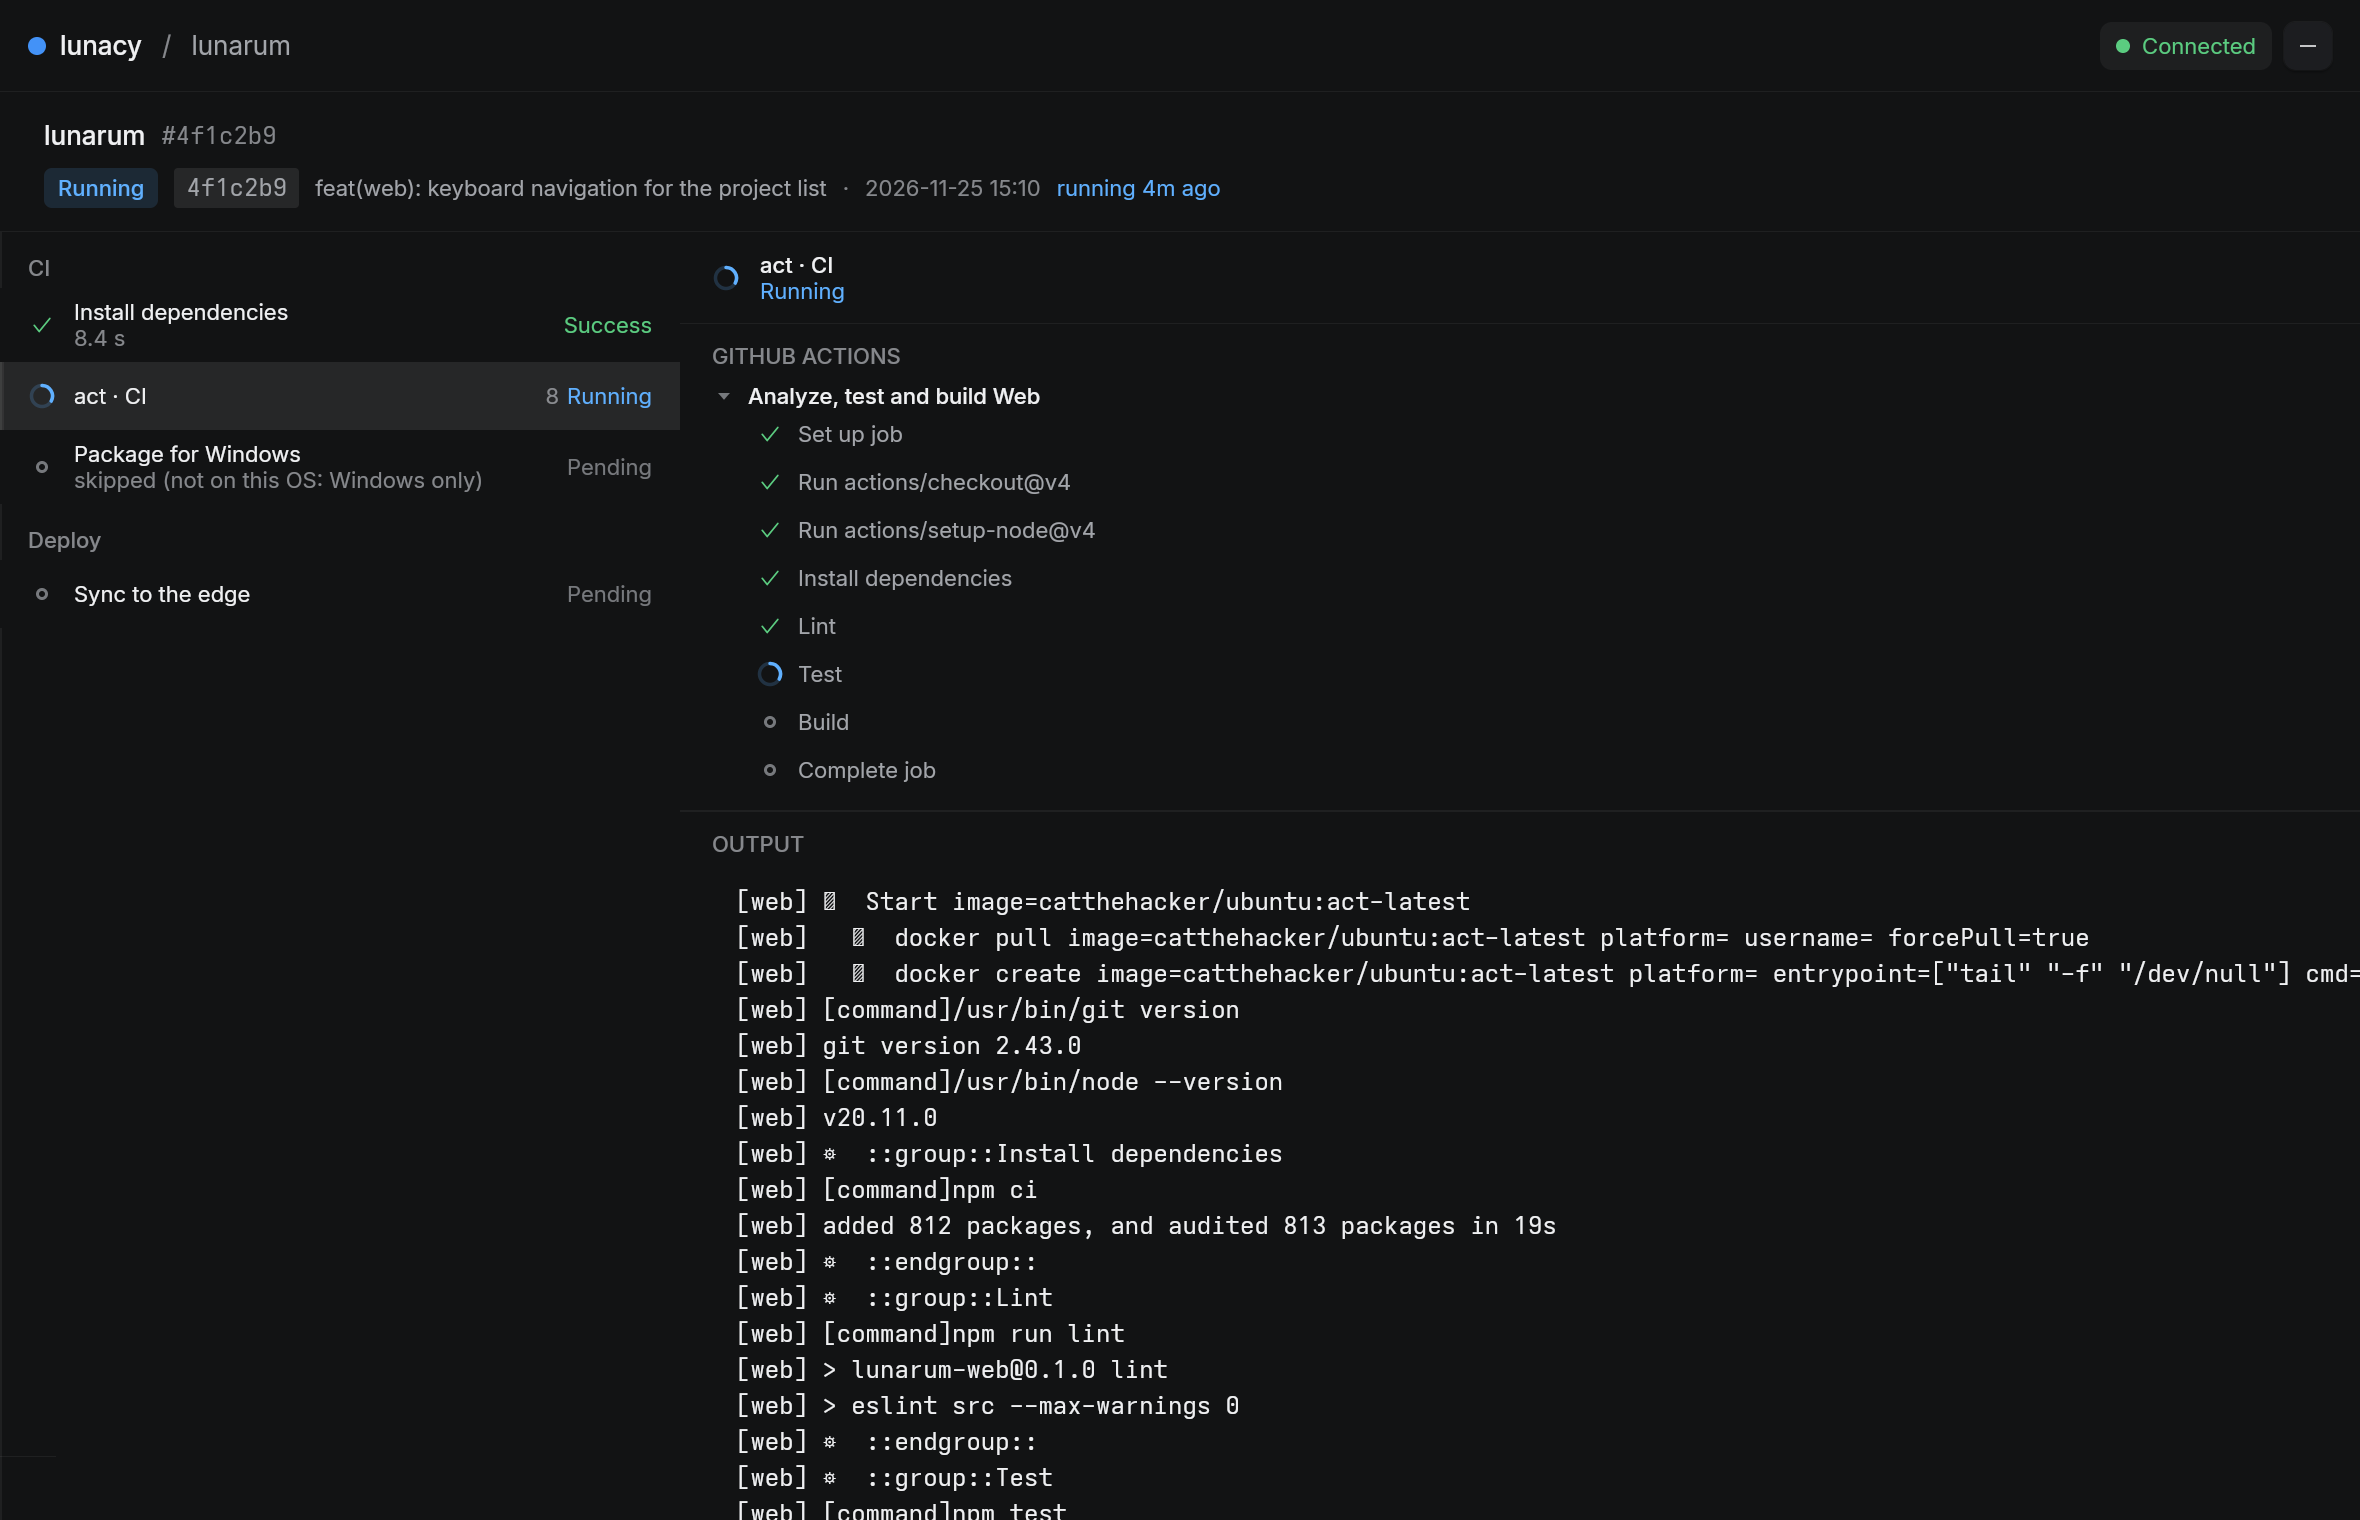 lunacy / lunarum
Connected
lunarum #4f1c2b9
Running 4f1c2b9 feat(web): keyboard navigation for the project list · 2026-11-25 15:10 running 4m ago
CI
Install dependencies
8.4 s
Success
act · CI
8 Running
Package for Windows
skipped (not on this OS: Windows only)
Pending
Deploy
Sync to the edge
Pending
act · CI
Running
GITHUB ACTIONS
Analyze, test and build Web
Set up job
Run actions/checkout@v4
Run actions/setup-node@v4
Install dependencies
Lint
Test
Build
Complete job
OUTPUT
[web] Start image=catthehacker/ubuntu:act-latest
[web] docker pull image=catthehacker/ubuntu:act-latest platform= username= forcePull=true
[web] docker create image=catthehacker/ubuntu:act-latest platform= entrypoint=["tail" "-f" "/dev/null"] cmd=
[web] [command]/usr/bin/git version
[web] git version 2.43.0
[web] [command]/usr/bin/node --version
[web] v20.11.0
[web] ⚙ ::group::Install dependencies
[web] [command]npm ci
[web] added 812 packages, and audited 813 packages in 19s
[web] ⚙ ::endgroup::
[web] ⚙ ::group::Lint
[web] [command]npm run lint
[web] > lunarum-web@0.1.0 lint
[web] > eslint src --max-warnings 0
[web] ⚙ ::endgroup::
[web] ⚙ ::group::Test
[web] [command]npm test